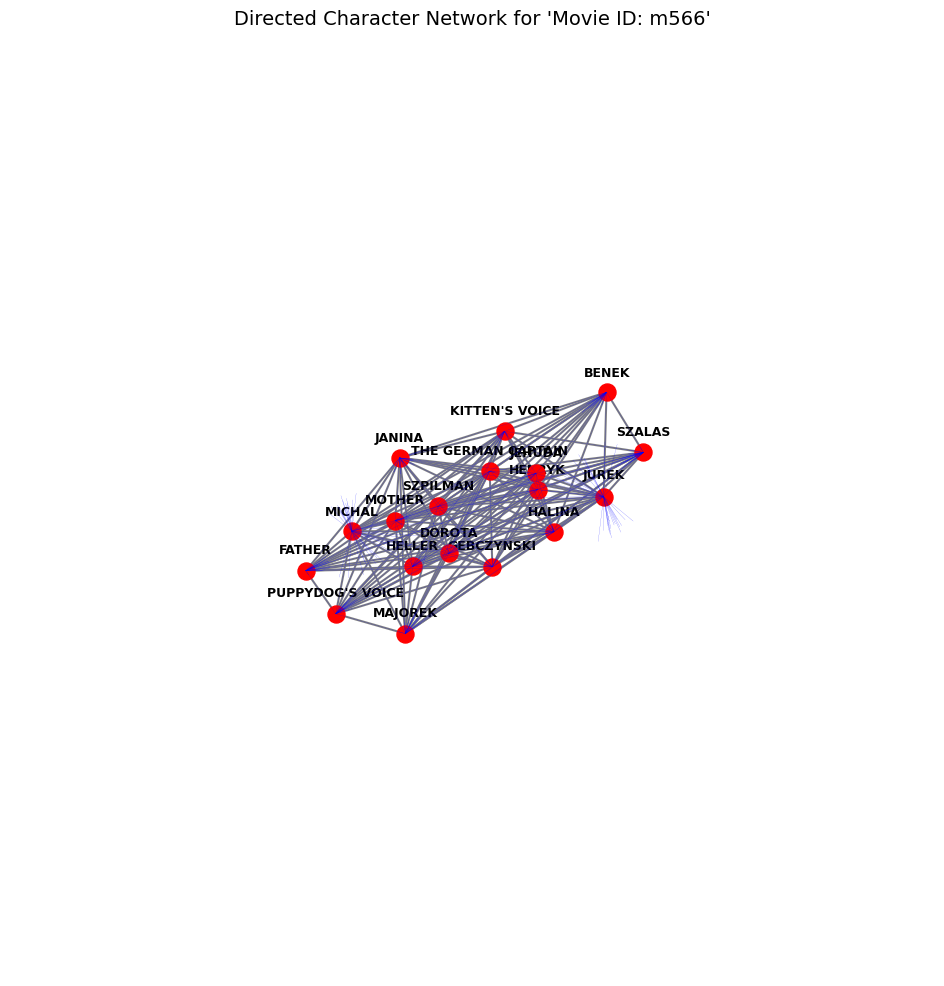 Directed Character Network for 'Movie ID: m566'
BENEK
KITTEN'S VOICE
SZALAS
JANINA
THE GERMAN CAPTAIN
JEHUDA
HENRYK
JUREK
SZPILMAN
MOTHER
MICHAL
HALINA
DOROTA
HELLER
GEBCZYNSKI
FATHER
PUPPYDOG'S VOICE
MAJOREK